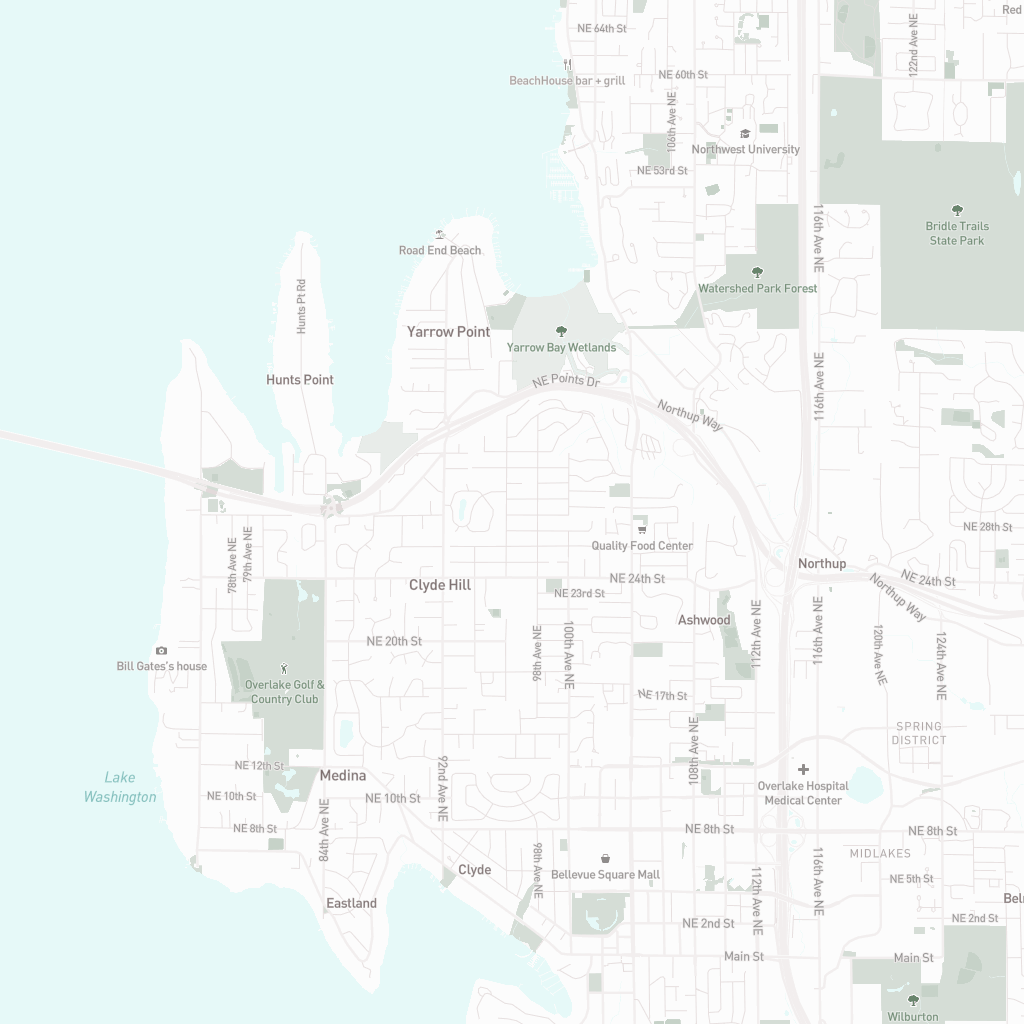 NE 64th St
122nd Ave NE
Red
BeachHouse bar + grill
NE 60th St
106th Ave NE
Northwest University
NE 53rd St
116th Ave NE
Bridle Trails
State Park
Road End Beach
Hunts Pt Rd
Watershed Park Forest
Yarrow Point
Yarrow Bay Wetlands
Hunts Point
NE Points Dr
116th Ave NE
Northup Way
NE 28th St
Quality Food Center
78th Ave NE
79th Ave NE
Northup
Clyde Hill
NE 24th St
NE 24th St
NE 23rd St
Northup Way
Ashwood
112th Ave NE
116th Ave NE
NE 20th St
98th Ave NE
100th Ave NE
120th Ave NE
124th Ave NE
Bill Gates's house
Overlake Golf &
Country Club
NE 17th St
SPRING
DISTRICT
108th Ave NE
NE 12th St
Medina
Lake
Washington
92nd Ave NE
Overlake Hospital
Medical Center
NE 10th St
NE 10th St
84th Ave NE
NE 8th St
NE 8th St
NE 8th St
MIDLAKES
98th Ave NE
Clyde
Bellevue Square Mall
112th Ave NE
116th Ave NE
NE 5th St
Eastland
Belr
NE 2nd St
NE 2nd St
Main St
Main St
Wilburton